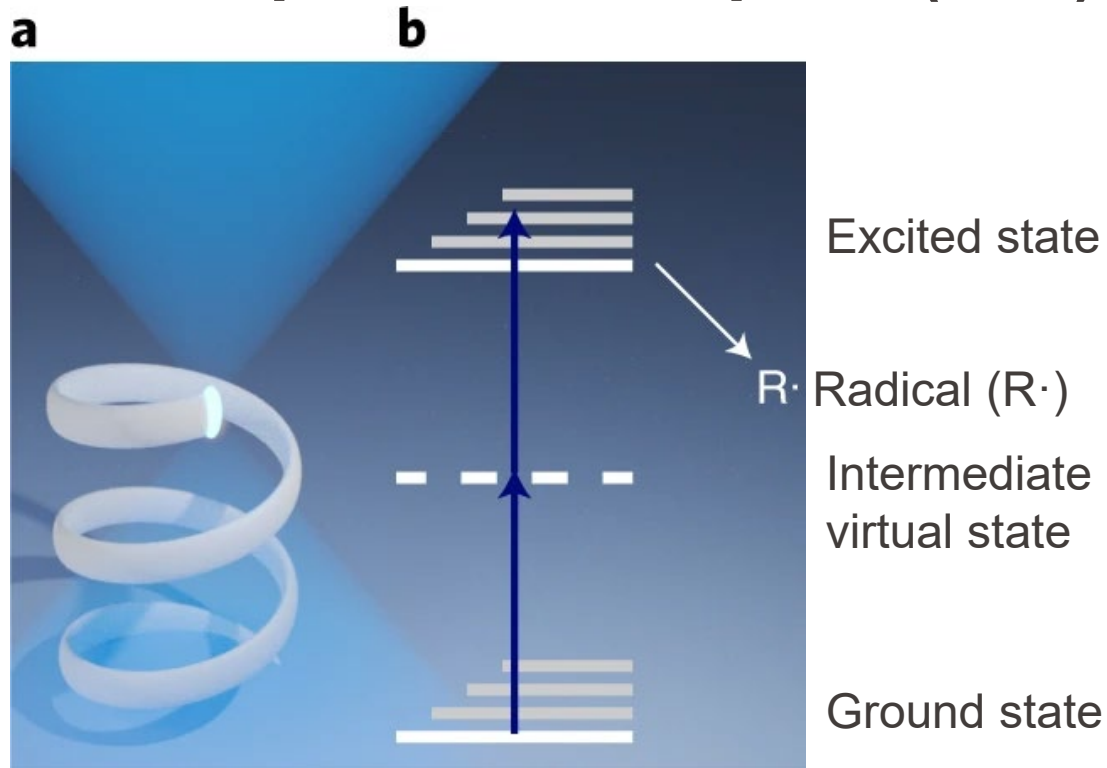 a
b
Excited state
R· Radical (R·)
Intermediate
virtual state
Ground state